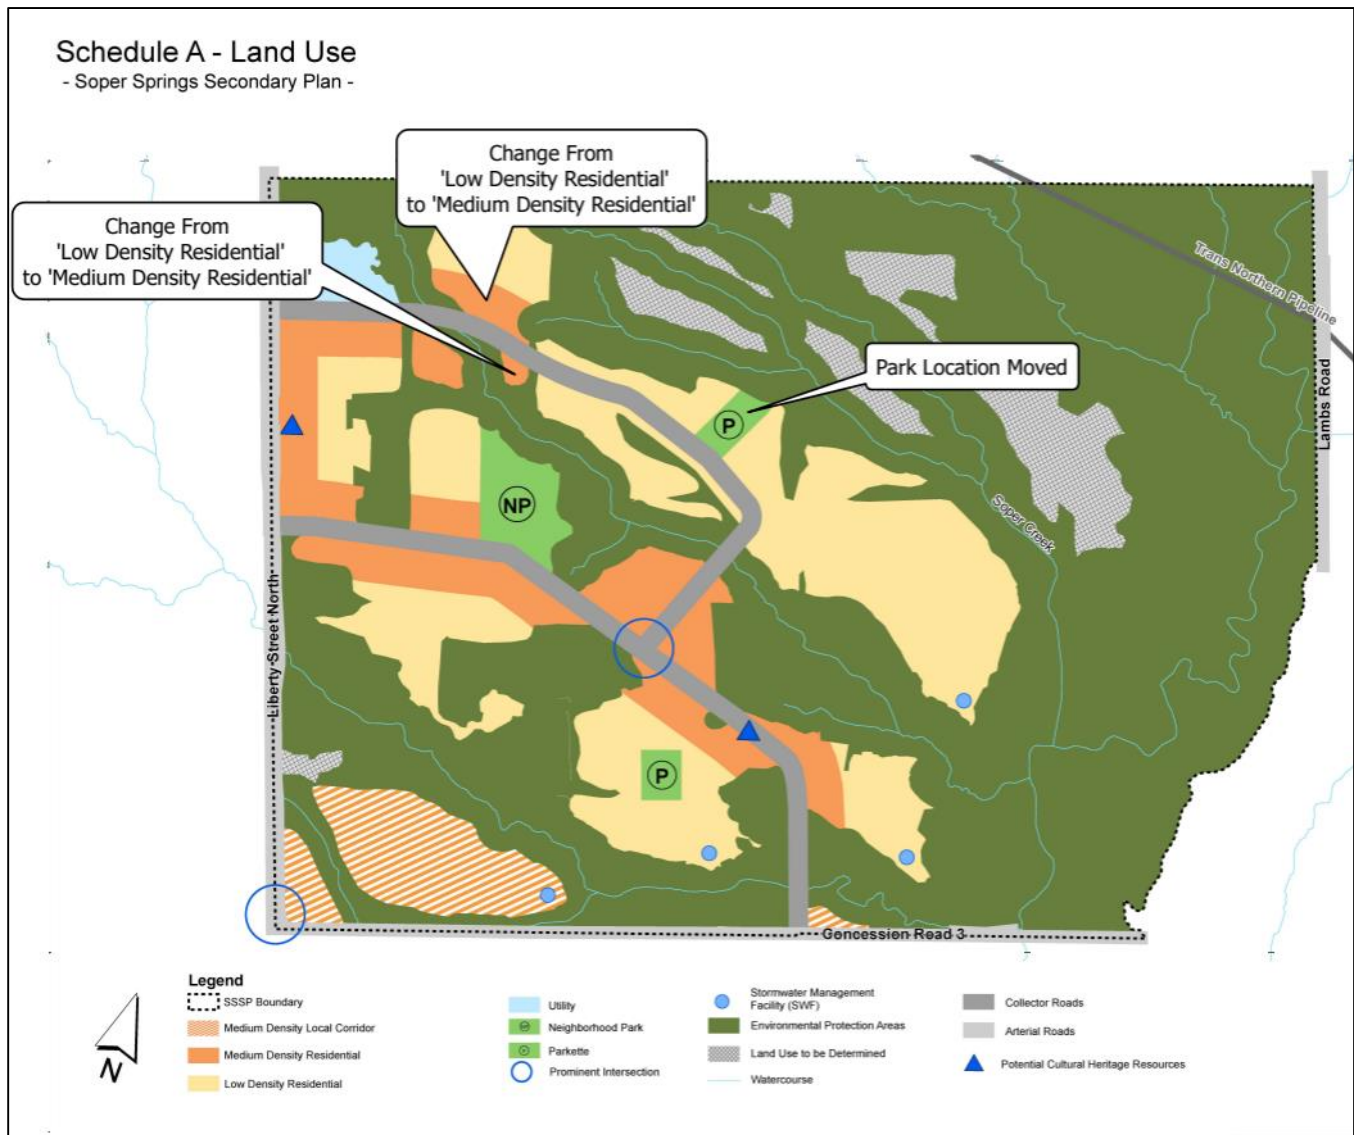 Schedule A - Land Use
- Soper Springs Secondary Plan -
Change From
'Low Density Residential'
to 'Medium Density Residential'
Change From
'Low Density Residential'
to 'Medium Density Residential'
Trans Northern Pipeline
Park Location Moved
Lambs Road
P
NP
Soper Creek
Liberty Street North
P
Concession Road 3
Legend
SSSP Boundary
Medium Density Local Corridor
Medium Density Residential
Low Density Residential
Utility
NP Neighborhood Park
P Parkette
Prominent Intersection
Stormwater Management
Facility (SWF)
Environmental Protection Areas
Land Use to be Determined
Watercourse
Collector Roads
Arterial Roads
Potential Cultural Heritage Resources
N